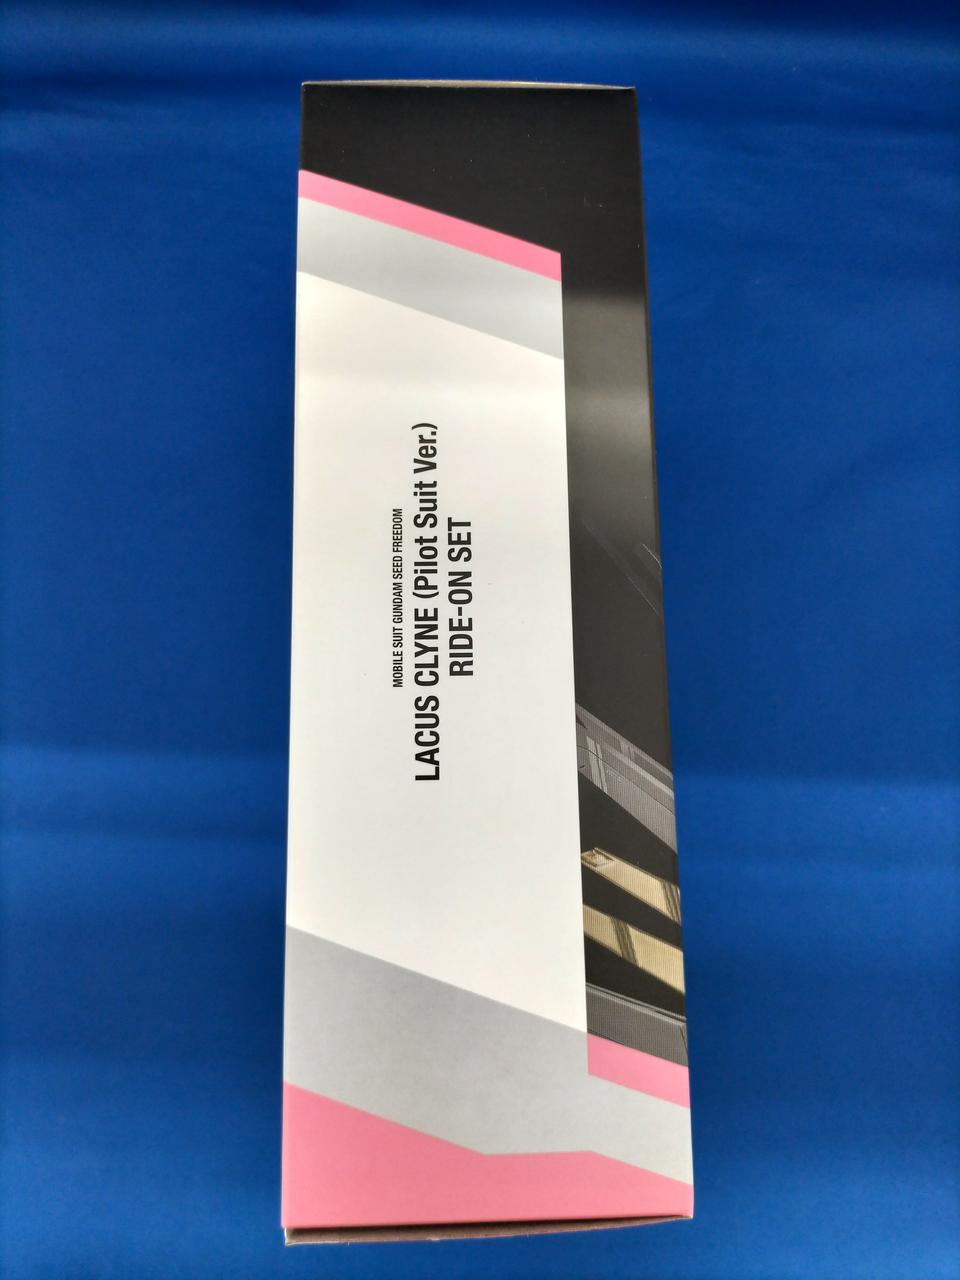 MOBILE SUIT GUNDAM SEED FREEDOM
LACUS CLYNE (Pilot Suit Ver.)
RIDE-ON SET